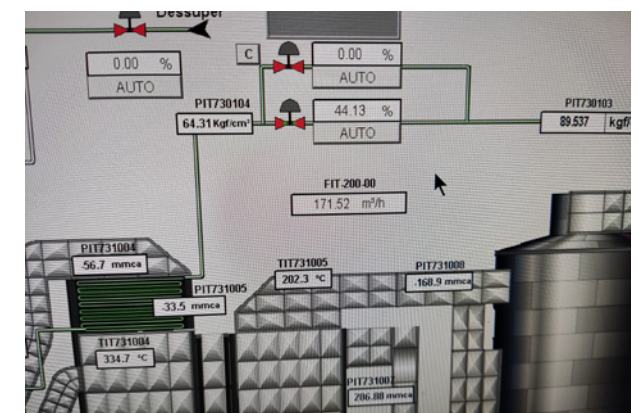 Dessuper
0.00 %
AUTO
C
0.00 %
AUTO
PIT730104
64.31 Kgf/cm²
44.13 %
AUTO
PIT730103
89.537 kgf/
FIT-200-00
171.52 m³/h
PIT731004
-56.7 mmca
PIT731005
-33.5 mmca
TIT731005
202.3 °C
PIT731008
-168.9 mmca
TIT731004
334.7 °C
PIT731007
206.88 mmca